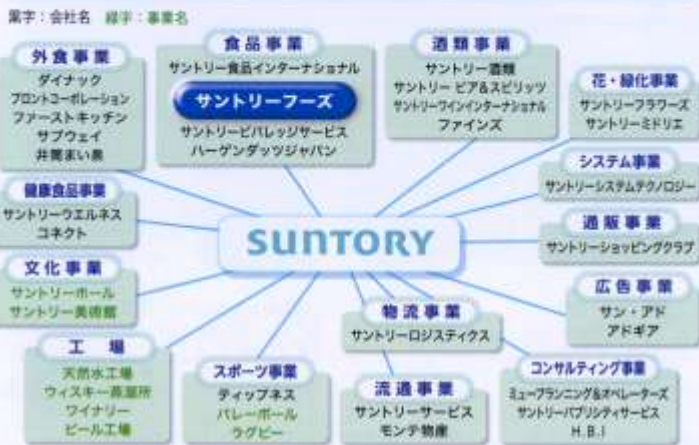 黒字：会社名 緑字：事業名
外食事業
ダイナック
プロントコーポレーション
ファーストキッチン
サブウェイ
井筒まい泉
食品事業
サントリー食品インターナショナル
サントリーフーズ
サントリービバレッジサービス
ハーゲンダッツジャパン
酒類事業
サントリー酒類
サントリー ビア&スピリッツ
サントリーワインインターナショナル
ファインズ
花・緑化事業
サントリーフラワーズ
サントリーミドリエ
健康食品事業
サントリーウエルネス
コネクト
システム事業
サントリーシステムテクノロジー
SUNTORY
通販事業
サントリーショッピングクラブ
文化事業
サントリーホール
サントリー美術館
広告事業
サン・アド
アドギア
物流事業
サントリーロジスティクス
工場
天然水工場
ウィスキー蒸溜所
ワイナリー
ビール工場
スポーツ事業
ティップネス
バレーボール
ラグビー
流通事業
サントリーサービス
モンテ物産
コンサルティング事業
ミュープランニング&オペレーターズ
サントリーパブリシティサービス
H.B.I